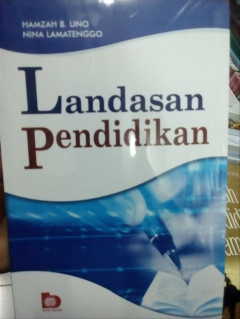 HAMZAH B. UNO
NINA LAMATENGGO
Landasan
Pendidikan